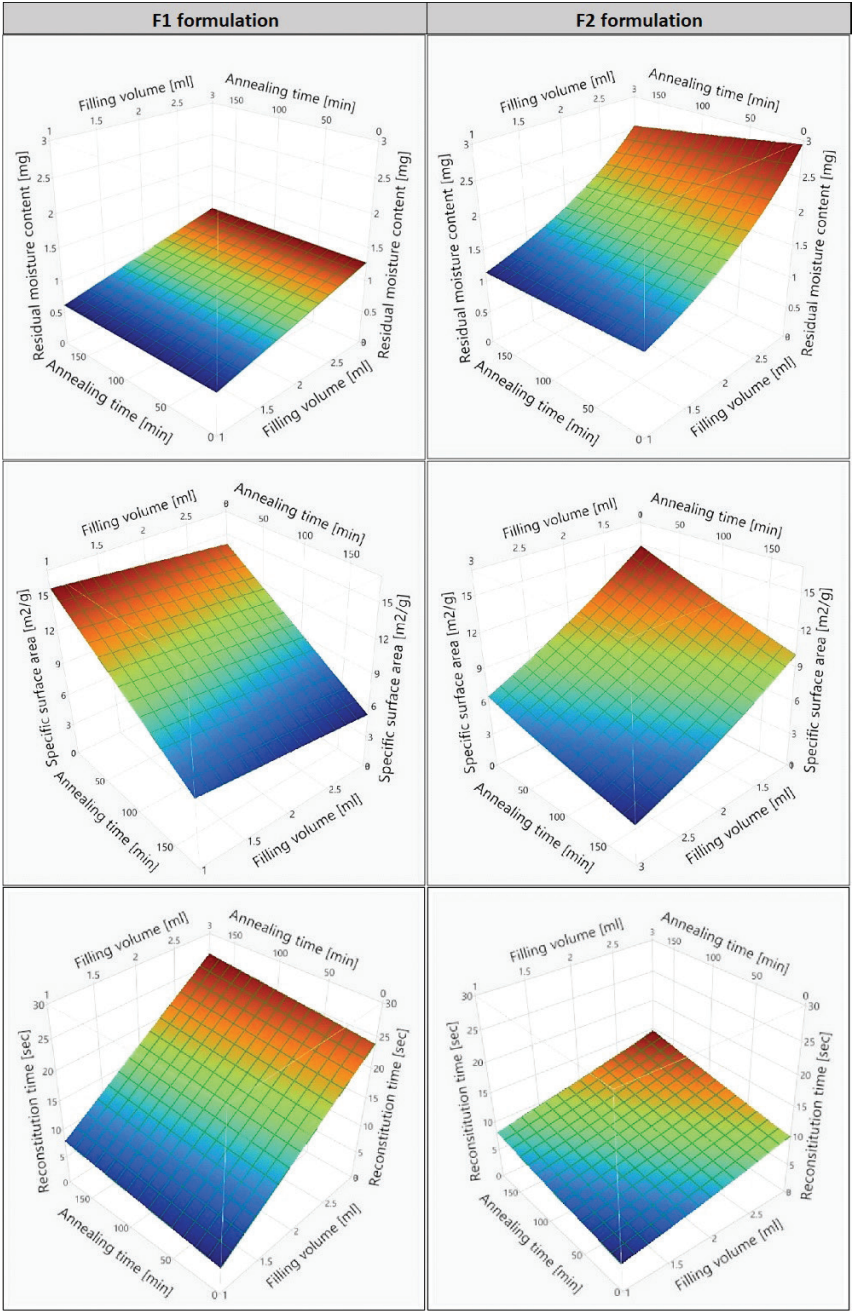 F1 formulation
F2 formulation
Filling volume [ml]
Annealing time [min]
1 1.5 2 2.5 3 150 100 50 0
Residual moisture content [mg]
3 2.5 2 1.5 1 0.5 0
Residual moisture content [mg]
3 2.5 2 1.5 1 0.5
Annealing time [min]
150 100 50 0
Filling volume [ml]
1 1.5 2 2.5
Filling volume [ml]
Annealing time [min]
1 1.5 2 2.5 3 150 100 50 0
Residual moisture content [mg]
3 2.5 2 1.5 1 0.5 0
Residual moisture content [mg]
3 2.5 2 1.5 1 0.5
Annealing time [min]
150 100 50 0
Filling volume [ml]
1 1.5 2 2.5
Filling volume [ml]
Annealing time [min]
1 1.5 2 2.5 50 100 150
Specific surface area [m2/g]
15 12 9 6 3 0
Specific surface area [m2/g]
15 12 9 6 3
Annealing time [min]
50 100 150
Filling volume [ml]
1 1.5 2 2.5
Filling volume [ml]
Annealing time [min]
3 2.5 2 1.5 50 100 150
Specific surface area [m2/g]
15 12 9 6 3 0
Specific surface area [m2/g]
15 12 9 6 3
Annealing time [min]
50 100 150
Filling volume [ml]
3 2.5 2 1.5
Filling volume [ml]
Annealing time [min]
1 1.5 2 2.5 3 150 100 50 0
Reconstitution time [sec]
30 25 20 15 10 5 0
Reconstitution time [sec]
30 25 20 15 10 5
Annealing time [min]
150 100 50 0
Filling volume [ml]
1 1.5 2 2.5
Filling volume [ml]
Annealing time [min]
1 1.5 2 2.5 3 150 100 50 0
Reconsititution time [sec]
30 25 20 15 10 5 0
Reconsititution time [sec]
30 25 20 15 10 5
Annealing time [min]
150 100 50 0
Filling volume [ml]
1 1.5 2 2.5